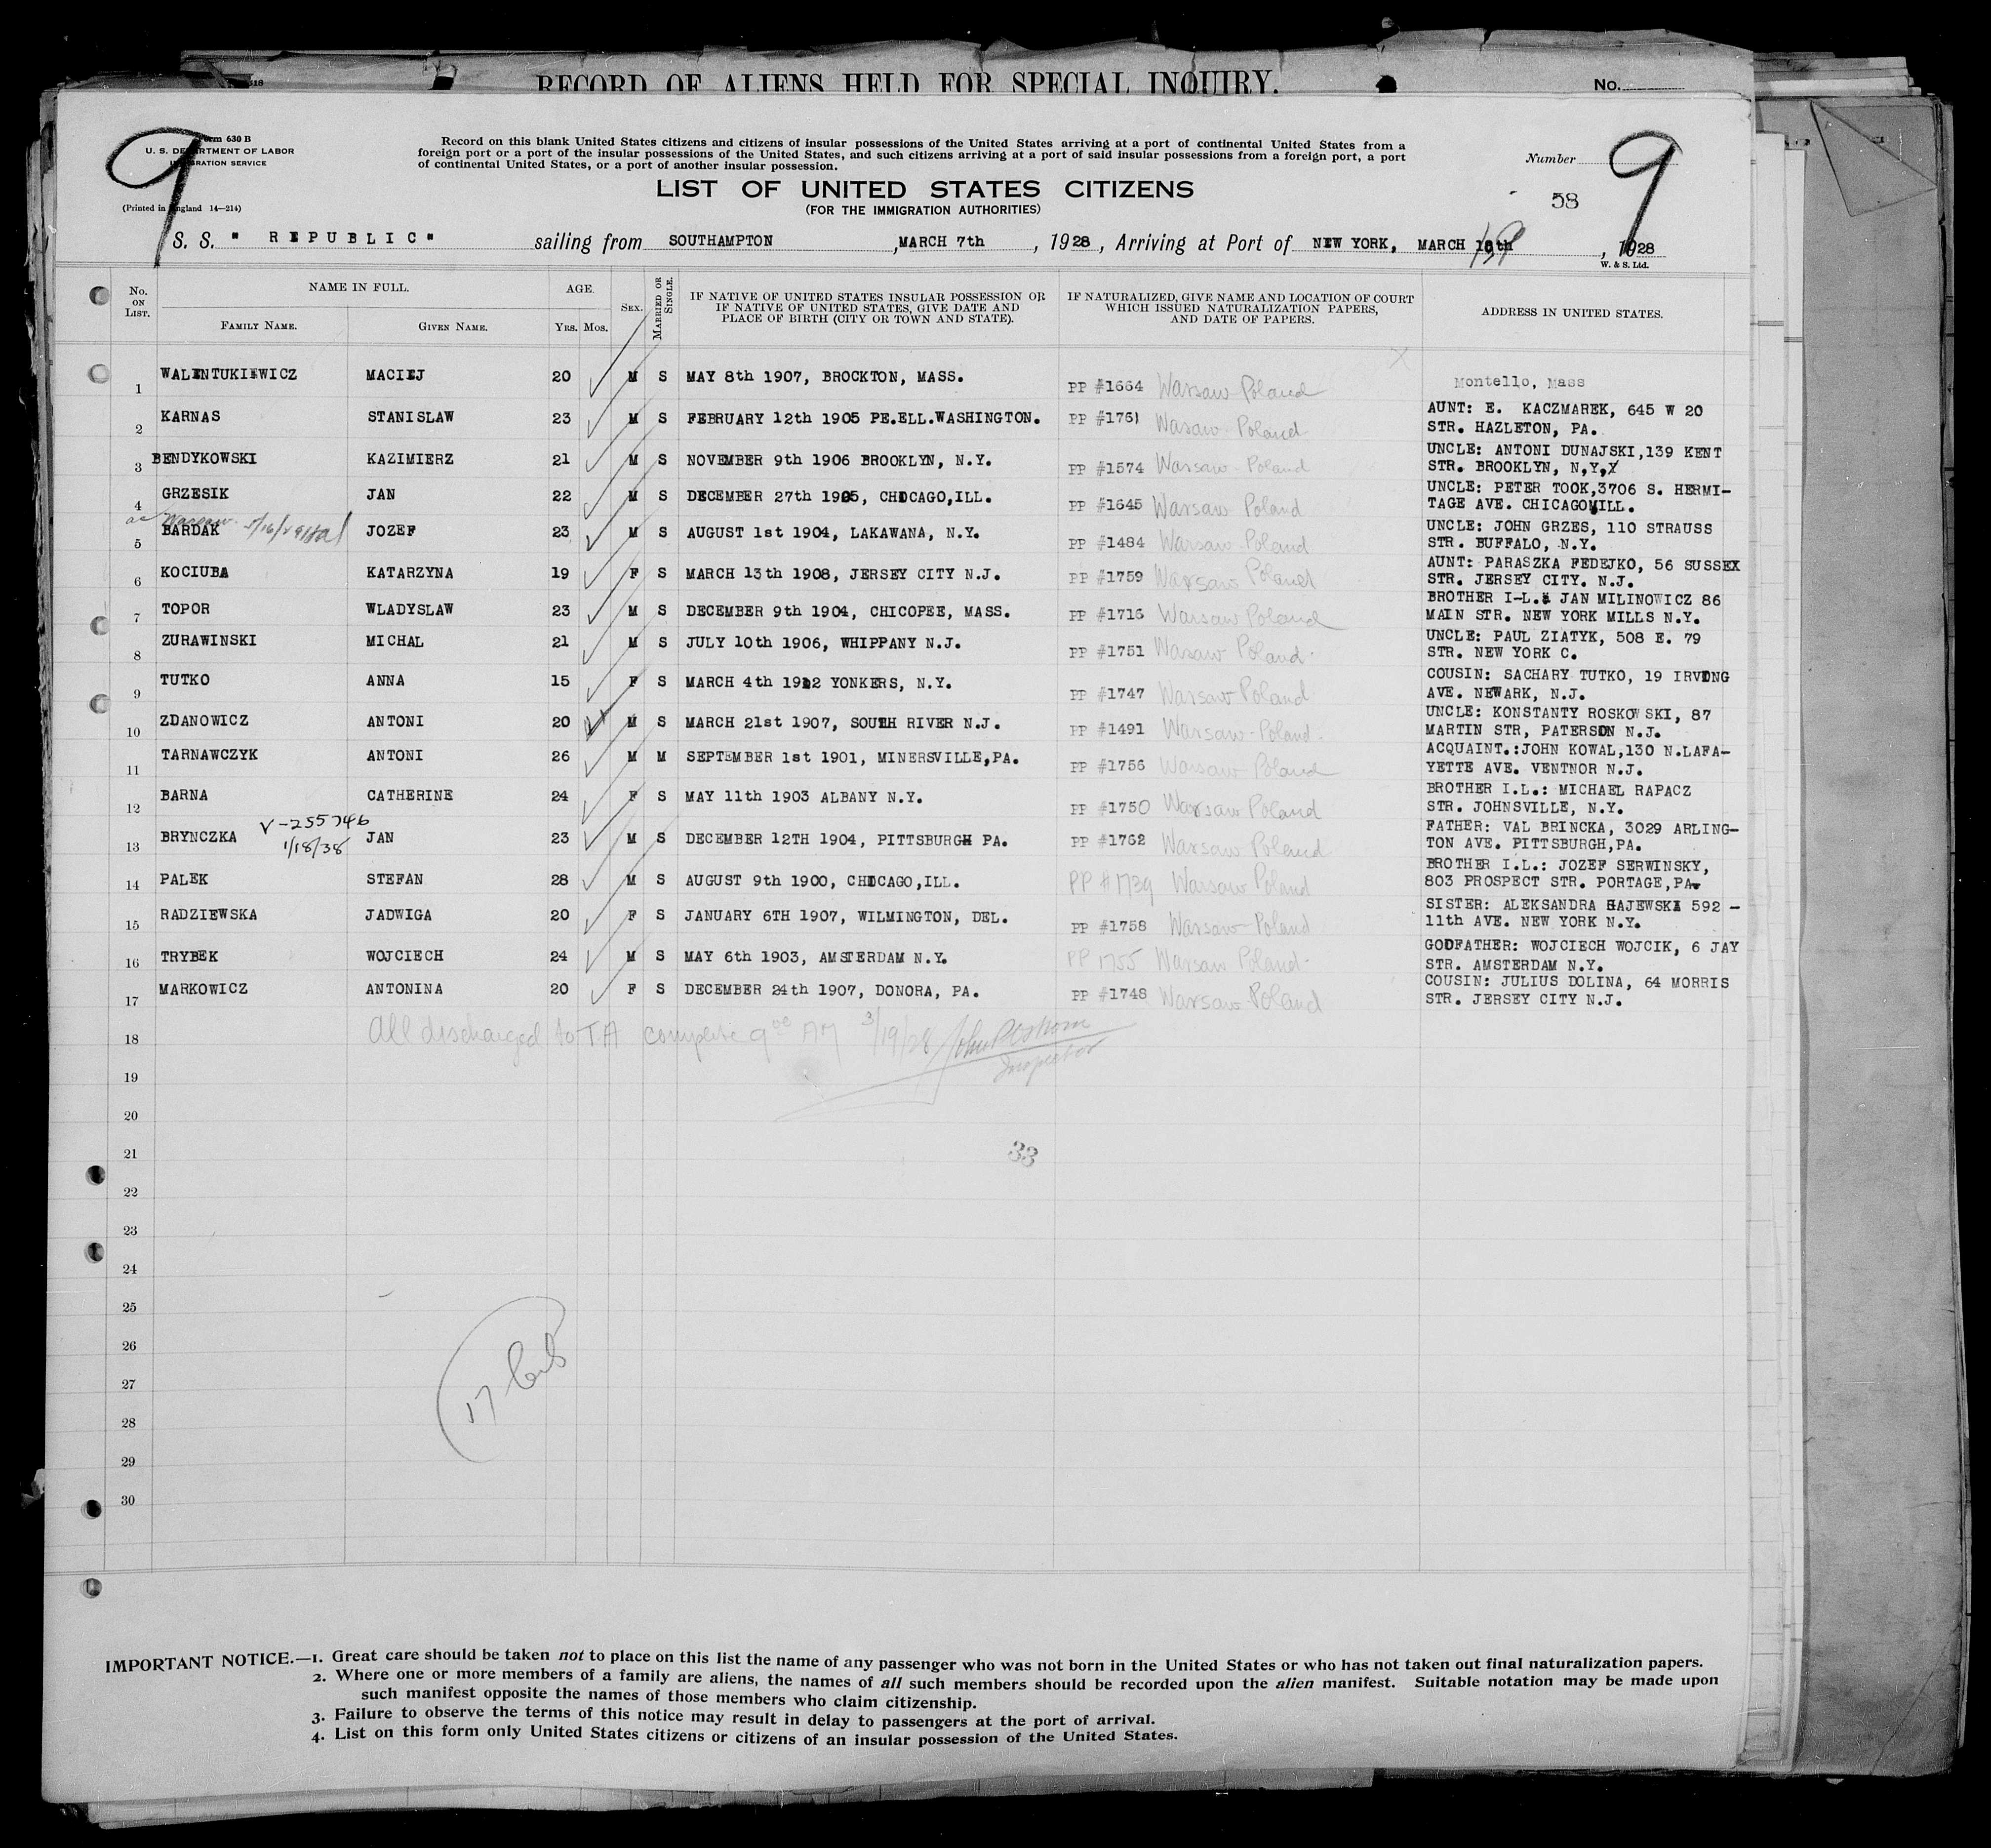 RECORD OF ALIENS HELD FOR SPECIAL INQUIRY.
No.
Form 630 B
U. S. DEPARTMENT OF LABOR
IMMIGRATION SERVICE
(Printed in England 14—214)
9
Record on this blank United States citizens and citizens of insular possessions of the United States arriving at a port of continental United States from a
foreign port or a port of the insular possessions of the United States, and such citizens arriving at a port of said insular possessions from a foreign port, a port
of continental United States, or a port of another insular possession.
Number
9
58
LIST OF UNITED STATES CITIZENS
(FOR THE IMMIGRATION AUTHORITIES)
S. S. "REPUBLIC" sailing from SOUTHAMPTON, MARCH 7th, 1928, Arriving at Port of NEW YORK, MARCH 18th 19, 1928
W. & S. Ltd.
No. ON LIST.
NAME IN FULL.
FAMILY NAME.
GIVEN NAME.
AGE.
YRS. MOS.
SEX.
MARRIED OR SINGLE.
IF NATIVE OF UNITED STATES INSULAR POSSESSION OR
IF NATIVE OF UNITED STATES, GIVE DATE AND
PLACE OF BIRTH (CITY OR TOWN AND STATE).
IF NATURALIZED, GIVE NAME AND LOCATION OF COURT
WHICH ISSUED NATURALIZATION PAPERS,
AND DATE OF PAPERS.
ADDRESS IN UNITED STATES.
1 WALENTUKIEWICZ MACIEJ 20 M S MAY 8th 1907, BROCKTON, MASS. PP #1664 Warsaw Poland Montello, Mass
2 KARNAS STANISLAW 23 M S FEBRUARY 12th 1905 PE.ELL.WASHINGTON. PP #1761 Wasaw Poland AUNT: E. KACZMAREK, 645 W 20
STR. HAZLETON, PA.
3 BENDYKOWSKI KAZIMIERZ 21 M S NOVEMBER 9th 1906 BROOKLYN, N.Y. PP #1574 Warsaw - Poland UNCLE: ANTONI DUNAJSKI,139 KENT
STR. BROOKLYN, N,Y,
4 GRZESIK JAN 22 M S DECEMBER 27th 1905, CHICAGO,ILL. PP #1645 Warsaw Poland UNCLE: PETER TOOK,3706 S. HERMI-
TAGE AVE. CHICAGO,ILL.
Warsaw
5 BARDAK JOZEF 23 M S AUGUST 1st 1904, LAKAWANA, N.Y. PP #1484 Warsaw Poland UNCLE: JOHN GRZES, 110 STRAUSS
STR. BUFFALO, N.Y.
6 KOCIUBA KATARZYNA 19 F S MARCH 13th 1908, JERSEY CITY N.J. PP #1759 Warsaw Poland AUNT: PARASZKA FEDEJKO, 56 SUSSEX
STR. JERSEY CITY. N.J.
7 TOPOR WLADYSLAW 23 M S DECEMBER 9th 1904, CHICOPEE, MASS. PP #1716 Warsaw Poland BROTHER I-L.: JAN MILINOWICZ 86
MAIN STR. NEW YORK MILLS N.Y.
8 ZURAWINSKI MICHAL 21 M S JULY 10th 1906, WHIPPANY N.J. PP #1751 Wasaw Poland UNCLE: PAUL ZIATYK, 508 E. 79
STR. NEW YORK C.
9 TUTKO ANNA 15 F S MARCH 4th 1912 YONKERS, N.Y. PP #1747 Warsaw Poland COUSIN: SACHARY TUTKO, 19 IRVING
AVE. NEWARK, N.J.
10 ZDANOWICZ ANTONI 20 M S MARCH 21st 1907, SOUTH RIVER N.J. PP #1491 Warsaw - Poland UNCLE: KONSTANTY ROSKOWSKI, 87
MARTIN STR, PATERSON N.J.
11 TARNAWCZYK ANTONI 26 M M SEPTEMBER 1st 1901, MINERSVILLE,PA. PP #1756 Warsaw Poland ACQUAINT.:JOHN KOWAL,130 N.LAFA-
YETTE AVE. VENTNOR N.J.
12 BARNA CATHERINE 24 F S MAY 11th 1903 ALBANY N.Y. PP #1750 Warsaw Poland BROTHER I.L.: MICHAEL RAPACZ
STR. JOHNSVILLE, N.Y.
V-255746
1/18/38
13 BRYNCZKA JAN 23 M S DECEMBER 12TH 1904, PITTSBURGH PA. PP #1762 Warsaw Poland FATHER: VAL BRINCKA, 3029 ARLING-
TON AVE. PITTSBURGH,PA.
14 PALEK STEFAN 28 M S AUGUST 9th 1900, CHICAGO,ILL. PP #1739 Warsaw Poland BROTHER I.L.: JOZEF SERWINSKY,
803 PROSPECT STR. PORTAGE,PA.
15 RADZIEWSKA JADWIGA 20 F S JANUARY 6TH 1907, WILMINGTON, DEL. PP #1758 Warsaw - Poland SISTER: ALEKSANDRA GAJEWSKA 592 -
11th AVE. NEW YORK N.Y.
16 TRYBEK WOJCIECH 24 M S MAY 6th 1903, AMSTERDAM N.Y. PP 1755 Warsaw Poland GODFATHER: WOJCIECH WOJCIK, 6 JAY
STR. AMSTERDAM N.Y.
17 MARKOWICZ ANTONINA 20 F S DECEMBER 24th 1907, DONORA, PA. PP #1748 Warsaw Poland COUSIN: JULIUS DOLINA, 64 MORRIS
STR. JERSEY CITY N.J.
18 All discharged to T.A complete 9 00 AM 3/19/28
Inspector
19
20
21
33
22
23
24
25
26
27
17
28
29
30
IMPORTANT NOTICE.—1. Great care should be taken not to place on this list the name of any passenger who was not born in the United States or who has not taken out final naturalization papers.
2. Where one or more members of a family are aliens, the names of all such members should be recorded upon the alien manifest. Suitable notation may be made upon
such manifest opposite the names of those members who claim citizenship.
3. Failure to observe the terms of this notice may result in delay to passengers at the port of arrival.
4. List on this form only United States citizens or citizens of an insular possession of the United States.